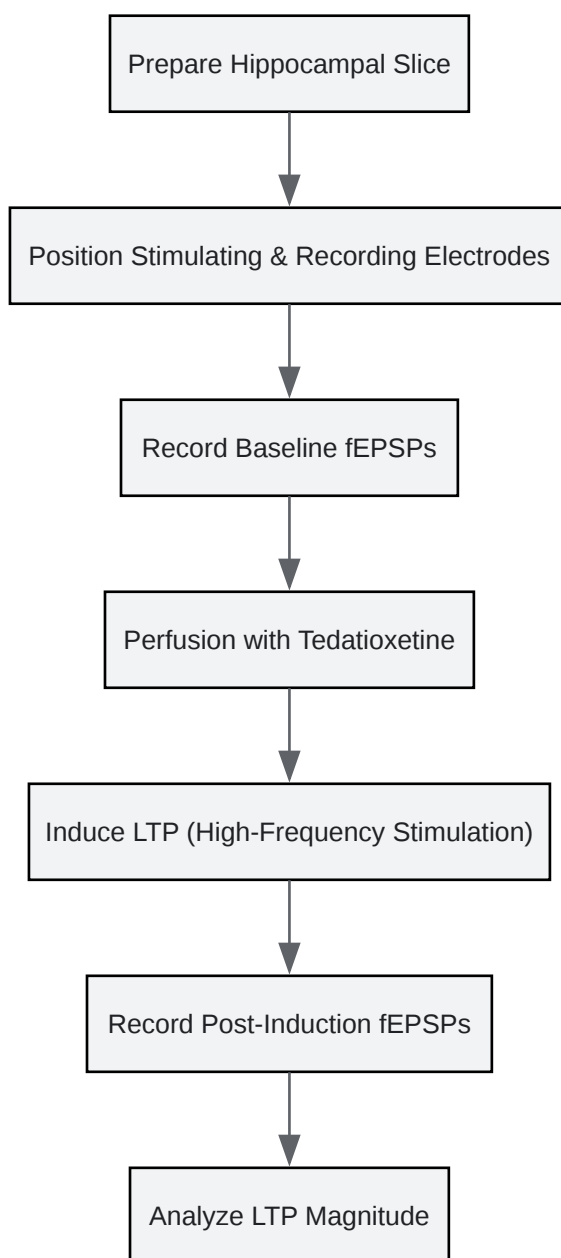 Prepare Hippocampal Slice
Position Stimulating & Recording Electrodes
Record Baseline fEPSPs
Perfusion with Tedatioxetine
Induce LTP (High-Frequency Stimulation)
Record Post-Induction fEPSPs
Analyze LTP Magnitude